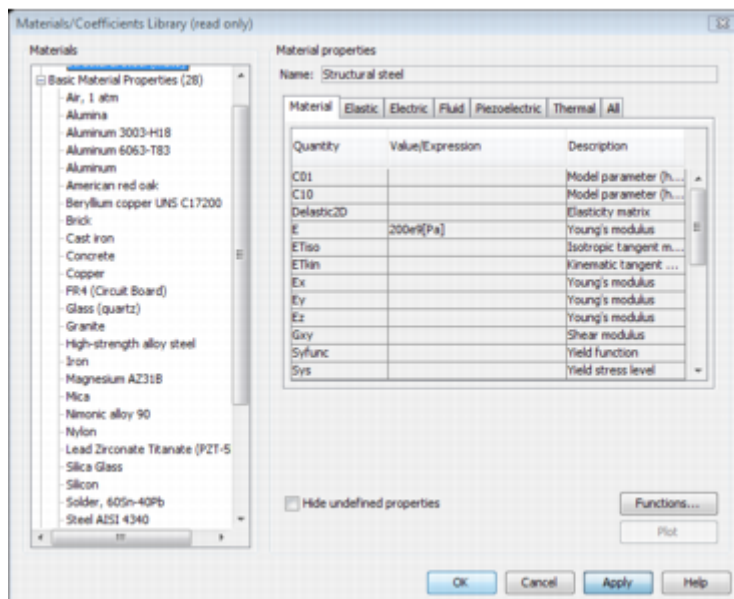 Materials/Coefficients Library (read only)
Materials
Basic Material Properties (28)
Air, 1 atm
Alumina
Aluminum 3003-H18
Aluminum 6063-T83
Aluminum
American red oak
Beryllium copper UNS C17200
Brick
Cast iron
Concrete
Copper
FR4 (Circuit Board)
Glass (quartz)
Granite
High-strength alloy steel
Iron
Magnesium AZ31B
Mica
Nimonic alloy 90
Nylon
Lead Zirconate Titanate (PZT-5
Silica Glass
Silicon
Solder, 60Sn-40Pb
Steel AISI 4340
Material properties
Name: Structural steel
Material Elastic Electric Fluid Piezoelectric Thermal All
Quantity Value/Expression Description
C01 Model parameter (h...
C10 Model parameter (h...
Delastic2D Elasticity matrix
E 200e9[Pa] Young's modulus
ETiso Isotropic tangent m...
ETkin Kinematic tangent ...
Ex Young's modulus
Ey Young's modulus
Ez Young's modulus
Gxy Shear modulus
Syfunc Yield function
Sys Yield stress level
Hide undefined properties
Functions...
Plot
OK Cancel Apply Help